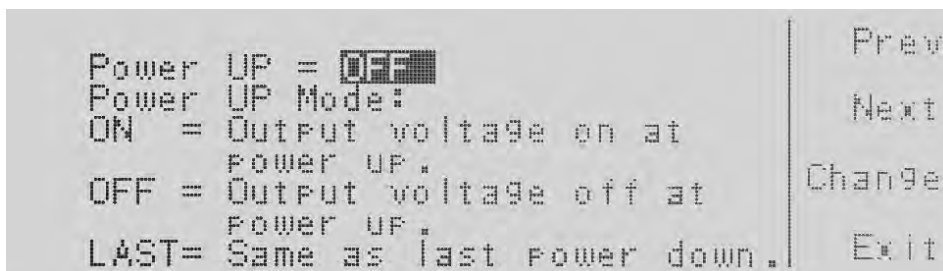 Power UP = OFF
Power UP Mode:
ON = Output voltage on at
power up.
OFF = Output voltage off at
power up.
LAST= Same as last power down.
Prev
Next
Change
Exit